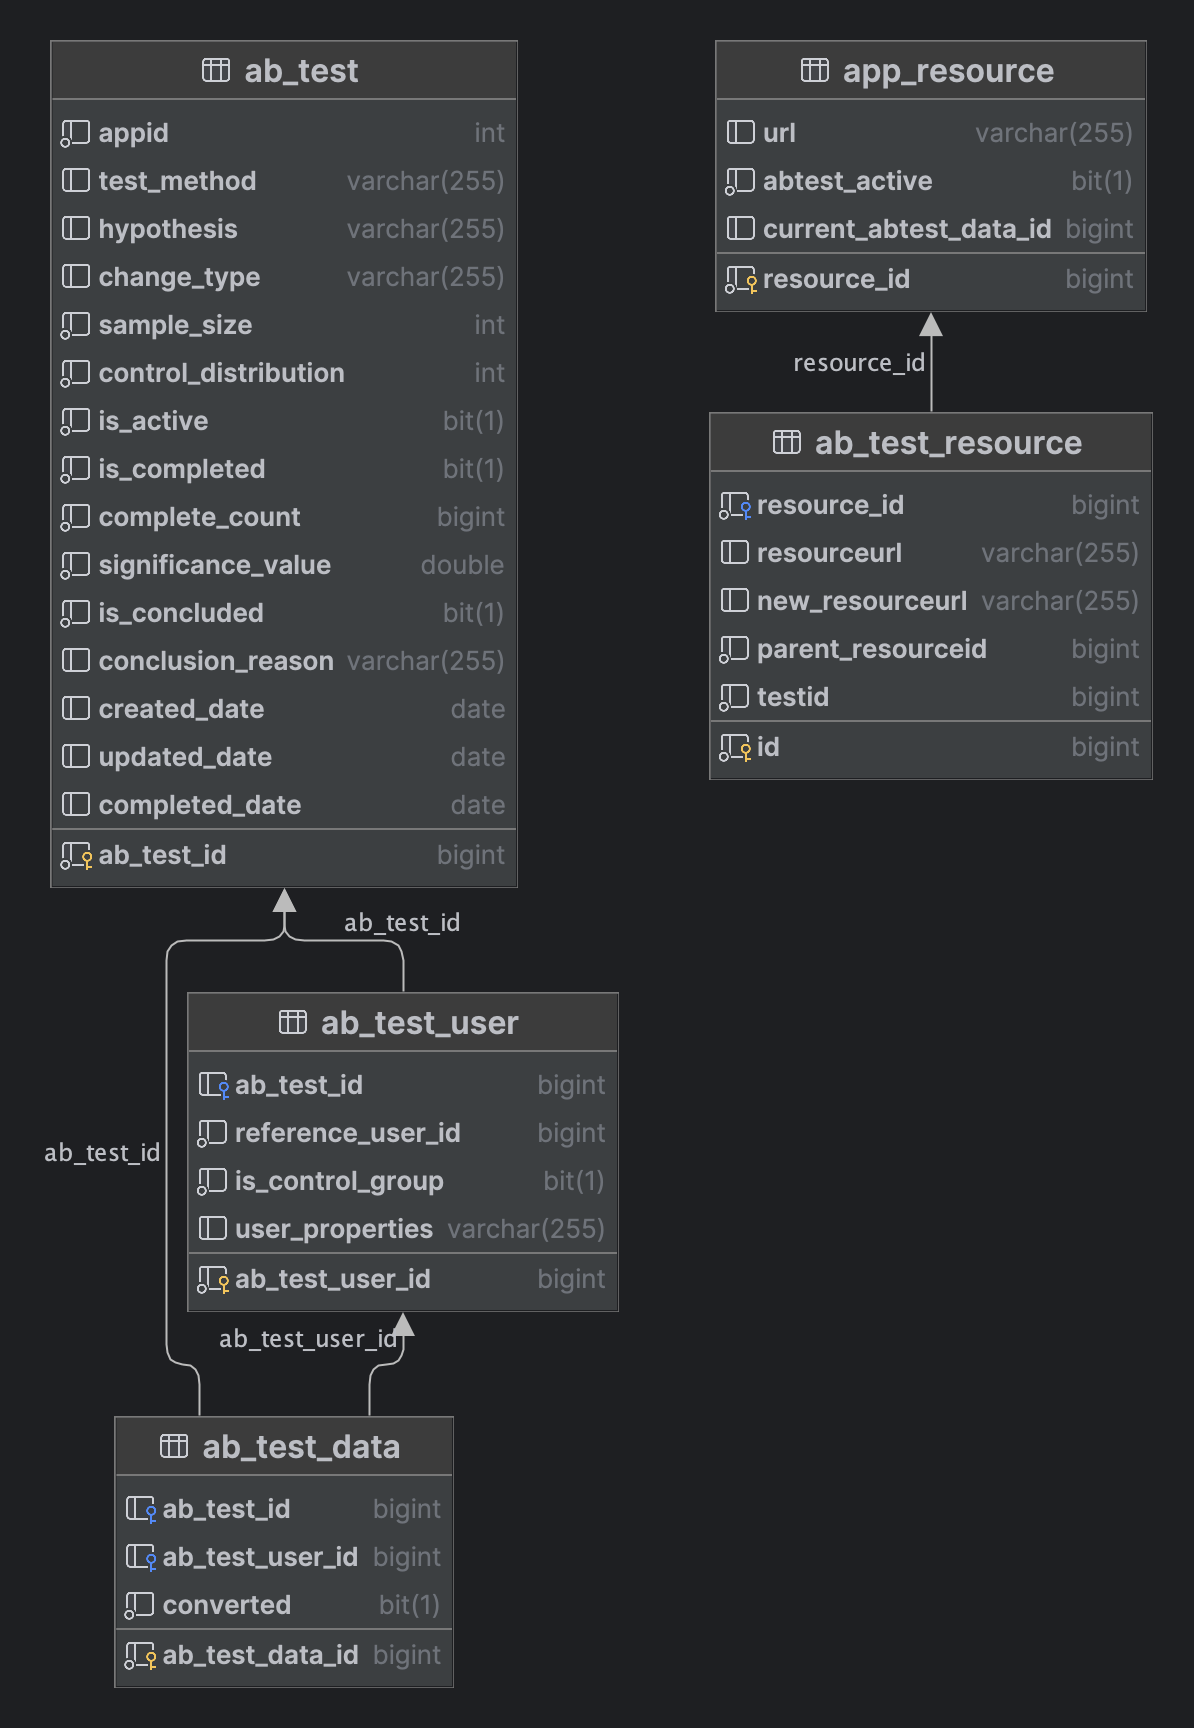 ab_test
appid int
test_method varchar(255)
hypothesis varchar(255)
change_type varchar(255)
sample_size int
control_distribution int
is_active bit(1)
is_completed bit(1)
complete_count bigint
significance_value double
is_concluded bit(1)
conclusion_reason varchar(255)
created_date date
updated_date date
completed_date date
ab_test_id bigint
app_resource
url varchar(255)
abtest_active bit(1)
current_abtest_data_id bigint
resource_id bigint
resource_id
ab_test_resource
resource_id bigint
resourceurl varchar(255)
new_resourceurl varchar(255)
parent_resourceid bigint
testid bigint
id bigint
ab_test_id
ab_test_user
ab_test_id bigint
reference_user_id bigint
is_control_group bit(1)
user_properties varchar(255)
ab_test_user_id bigint
ab_test_id
ab_test_user_id
ab_test_data
ab_test_id bigint
ab_test_user_id bigint
converted bit(1)
ab_test_data_id bigint